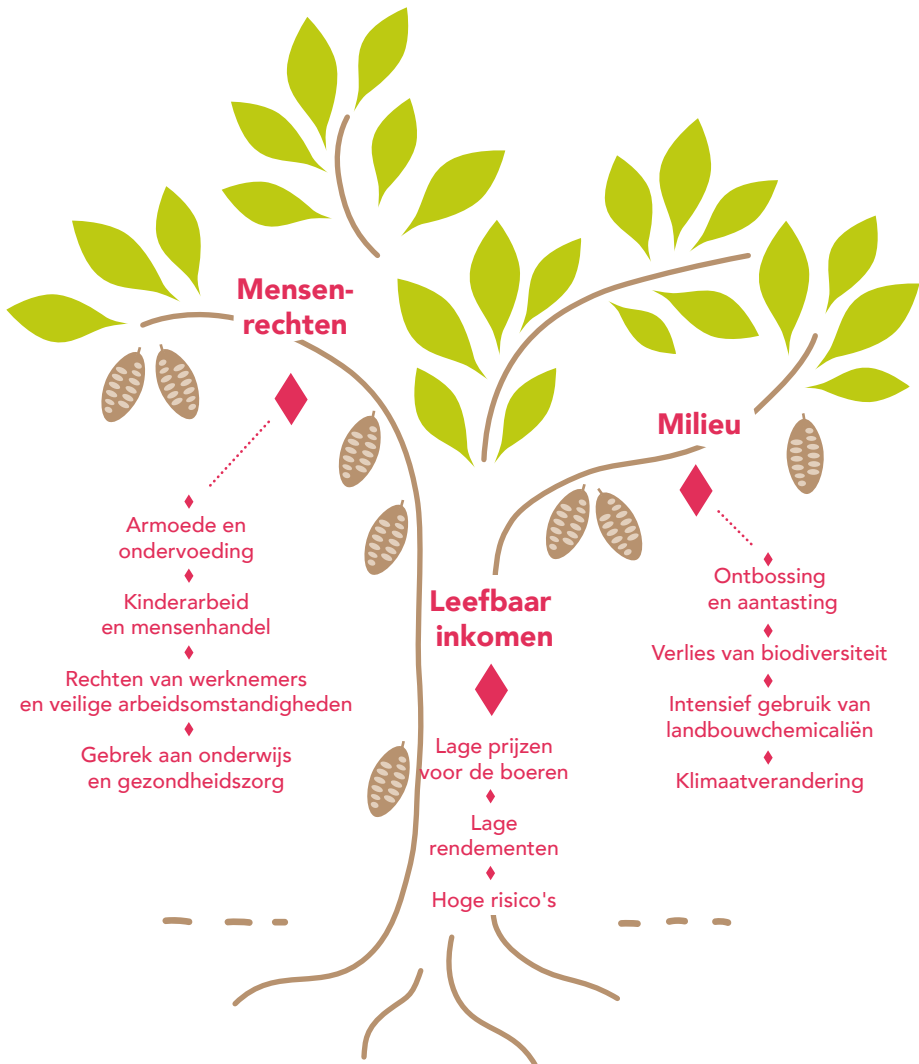 Mensen-
rechten
Armoede en
ondervoeding
Kinderarbeid
en mensenhandel
Rechten van werknemers
en veilige arbeidsomstandigheden
Gebrek aan onderwijs
en gezondheidszorg
Leefbaar
inkomen
Lage prijzen
voor de boeren
Lage
rendementen
Hoge risico's
Milieu
Ontbossing
en aantasting
Verlies van biodiversiteit
Intensief gebruik van
landbouwchemicaliën
Klimaatverandering